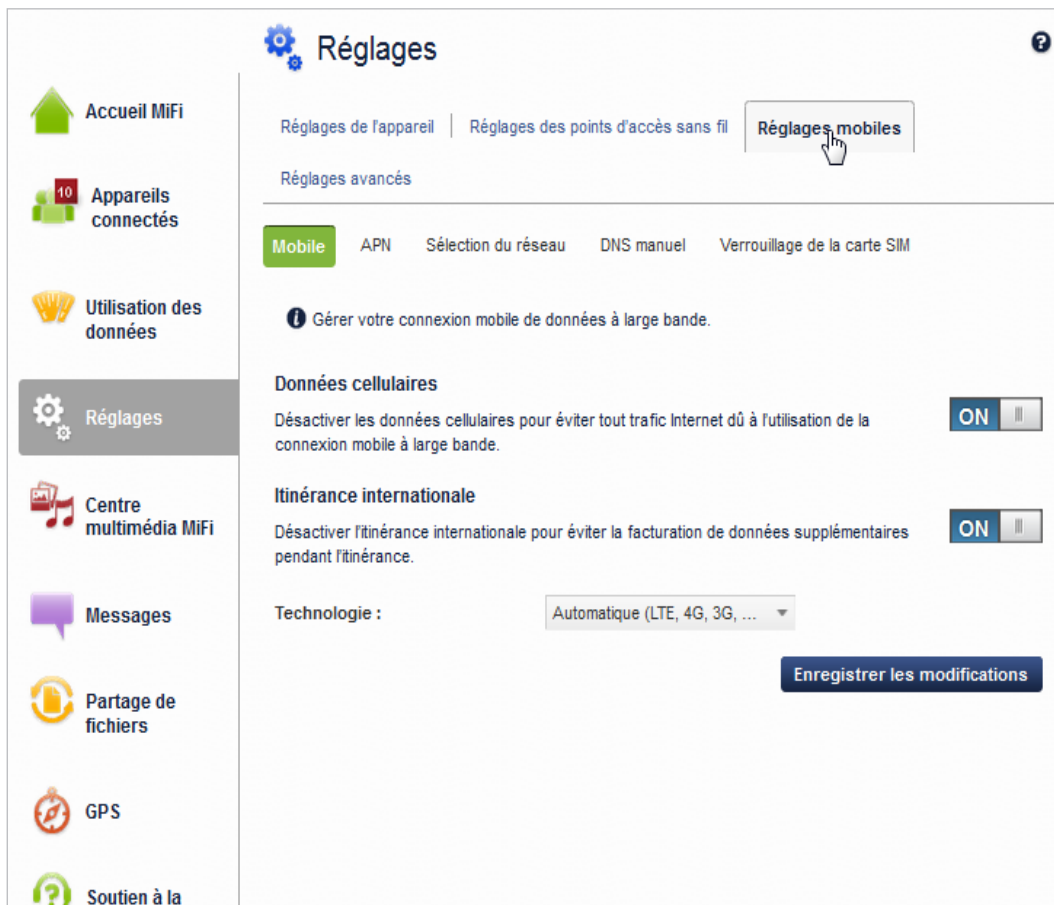 Réglages
?
Accueil MiFi
10
Appareils
connectés
Utilisation des
données
Réglages
Centre
multimédia MiFi
Messages
Partage de
fichiers
GPS
?
Soutien à la
Réglages de l'appareil
Réglages des points d'accès sans fil
Réglages mobiles
Réglages avancés
Mobile
APN
Sélection du réseau
DNS manuel
Verrouillage de la carte SIM
i Gérer votre connexion mobile de données à large bande.
Données cellulaires
Désactiver les données cellulaires pour éviter tout trafic Internet dû à l'utilisation de la
connexion mobile à large bande.
ON
Itinérance internationale
Désactiver l'itinérance internationale pour éviter la facturation de données supplémentaires
pendant l'itinérance.
ON
Technologie :
Automatique (LTE, 4G, 3G, ...
Enregistrer les modifications